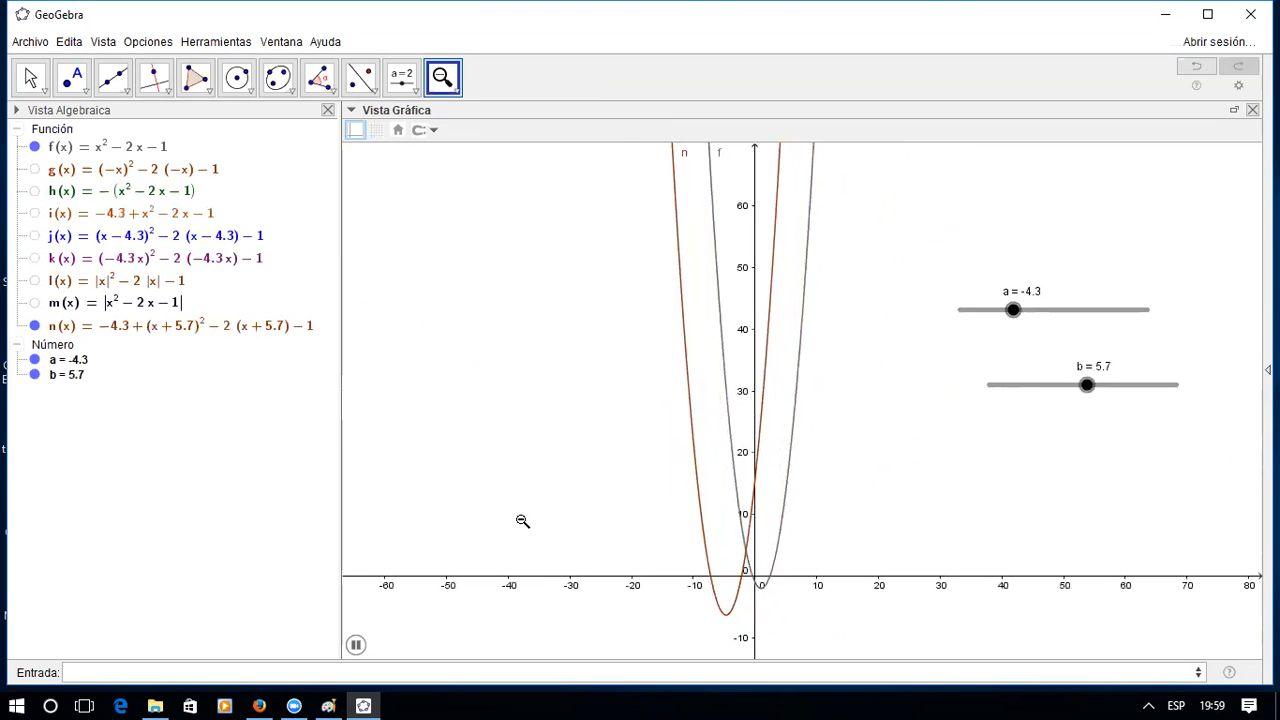 GeoGebra
Archivo Edita Vista Opciones Herramientas Ventana Ayuda
Abrir sesión...
A
α
a = 2
Vista Algebraica
Vista Gráfica
Función
f(x) = x² − 2 x − 1
g(x) = (−x)² − 2 (−x) − 1
h(x) = − (x² − 2 x − 1)
i(x) = −4.3 + x² − 2 x − 1
j(x) = (x − 4.3)² − 2 (x − 4.3) − 1
k(x) = (−4.3 x)² − 2 (−4.3 x) − 1
l(x) = |x|² − 2 |x| − 1
m(x) = |x² − 2 x − 1|
n(x) = −4.3 + (x + 5.7)² − 2 (x + 5.7) − 1
Número
a = -4.3
b = 5.7
n f
60
50
40
30
20
10
0
-10
-60 -50 -40 -30 -20 -10 0 10 20 30 40 50 60 70 80
a = -4.3
b = 5.7
Entrada:
ESP 19:59